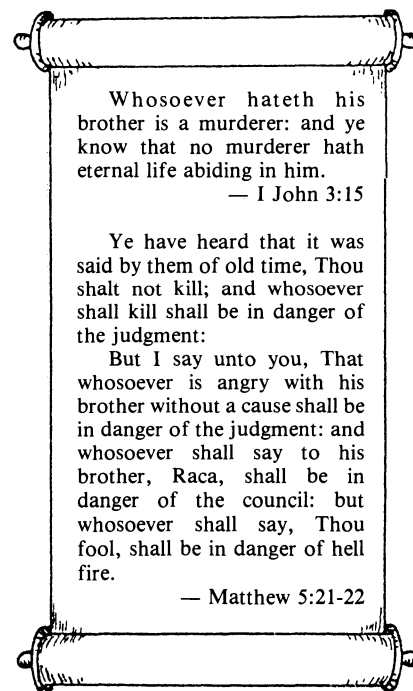 Whosoever hateth his
brother is a murderer: and ye
know that no murderer hath
eternal life abiding in him.
— I John 3:15
Ye have heard that it was
said by them of old time, Thou
shalt not kill; and whosoever
shall kill shall be in danger of
the judgment:
But I say unto you, That
whosoever is angry with his
brother without a cause shall be
in danger of the judgment: and
whosoever shall say to his
brother, Raca, shall be in
danger of the council: but
whosoever shall say, Thou
fool, shall be in danger of hell
fire.
— Matthew 5:21-22